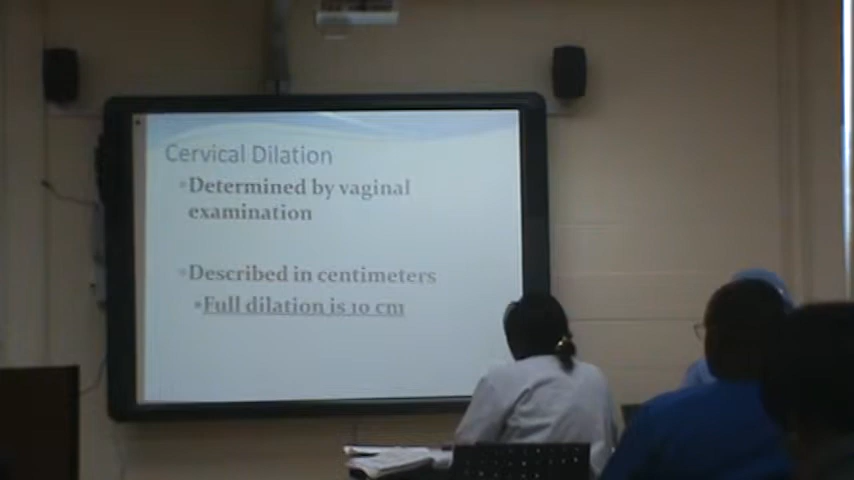 Cervical Dilation
•Determined by vaginal
examination
•Described in centimeters
•Full dilation is 10 cm